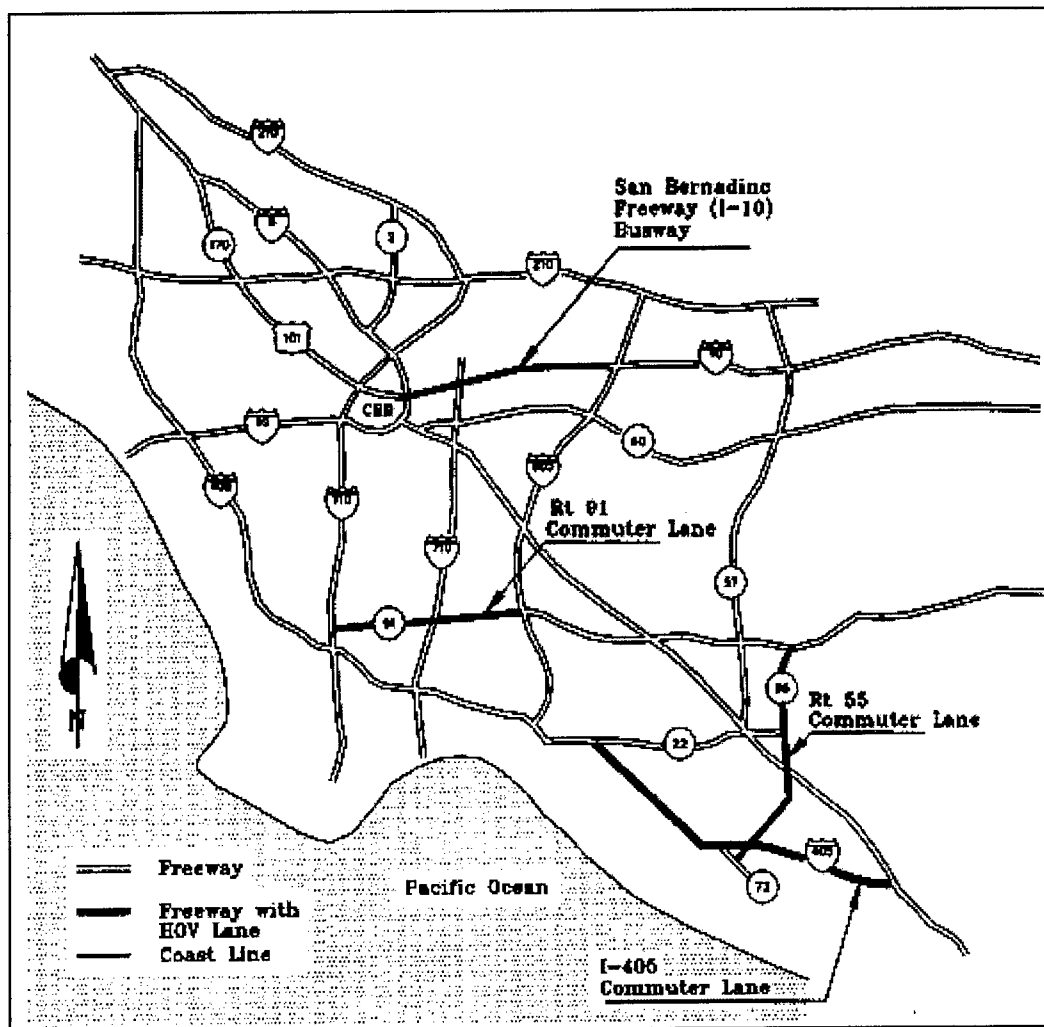 210
San Bernadino
Freeway (I-10)
Busway
5
170
2
210
101
10
CBD
60
605
405
110
Rt 91
Commuter Lane
710
57
91
Rt 55
Commuter Lane
22
N
405
Freeway
Pacific Ocean
73
Freeway with
HOV Lane
Coast Line
I-405
Commuter Lane